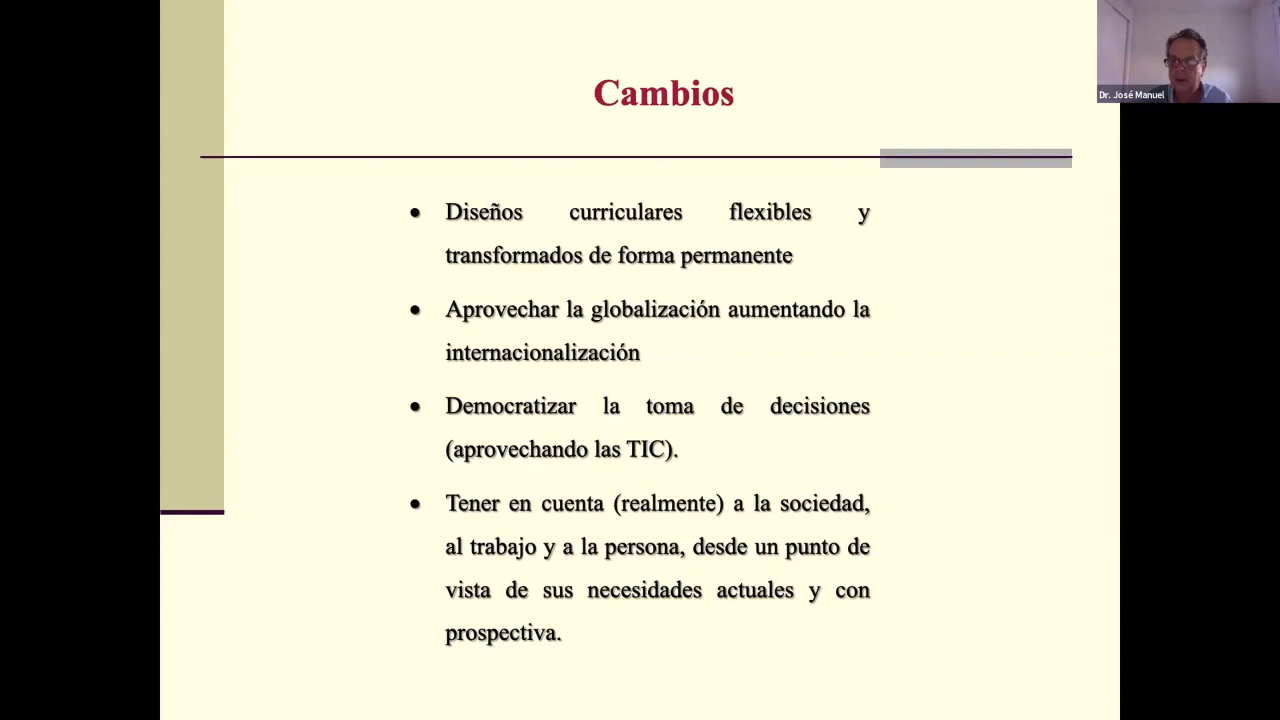 Cambios
Dr. José Manuel
• Diseños curriculares flexibles y
transformados de forma permanente
• Aprovechar la globalización aumentando la
internacionalización
• Democratizar la toma de decisiones
(aprovechando las TIC).
• Tener en cuenta (realmente) a la sociedad,
al trabajo y a la persona, desde un punto de
vista de sus necesidades actuales y con
prospectiva.